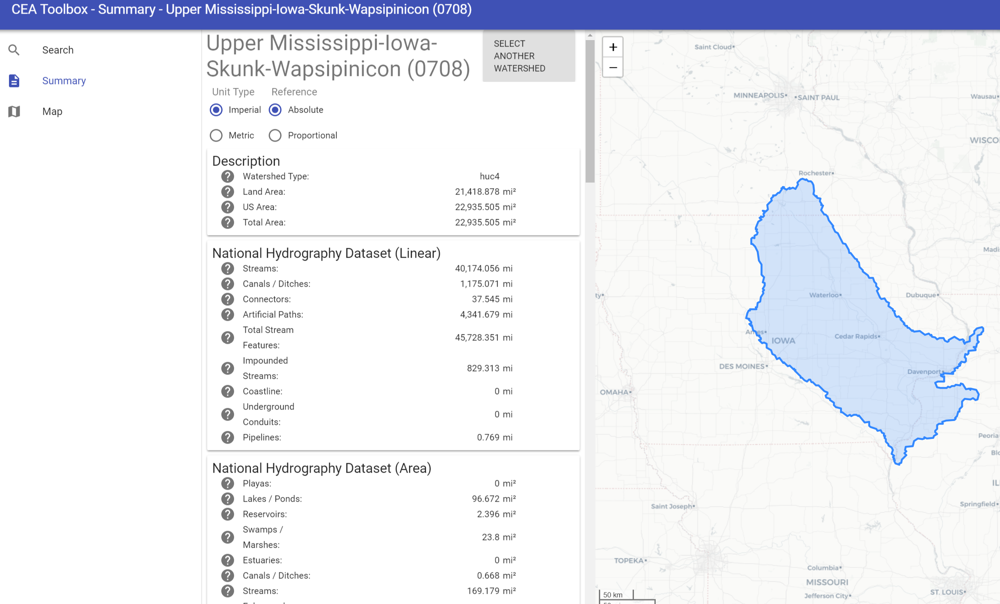 CEA Toolbox - Summary - Upper Mississippi-Iowa-Skunk-Wapsipinicon (0708)
Search
Summary
Map
Upper Mississippi-Iowa-
Skunk-Wapsipinicon (0708)
SELECT
ANOTHER
WATERSHED
Unit Type Reference
Imperial Absolute
Metric Proportional
Description
Watershed Type: huc4
Land Area: 21,418.878 mi²
US Area: 22,935.505 mi²
Total Area: 22,935.505 mi²
National Hydrography Dataset (Linear)
Streams: 40,174.056 mi
Canals / Ditches: 1,175.071 mi
Connectors: 37.545 mi
Artificial Paths: 4,341.679 mi
Total Stream
Features: 45,728.351 mi
Impounded
Streams: 829.313 mi
Coastline: 0 mi
Underground
Conduits: 0 mi
Pipelines: 0.769 mi
National Hydrography Dataset (Area)
Playas: 0 mi²
Lakes / Ponds: 96.672 mi²
Reservoirs: 2.396 mi²
Swamps /
Marshes: 23.8 mi²
Estuaries: 0 mi²
Canals / Ditches: 0.668 mi²
Streams: 169.179 mi²
+
−
Saint Cloud
MINNEAPOLIS
SAINT PAUL
Wausau
WISCO
Rochester
Madi
ty
Waterloo
Dubuque
Ames
IOWA
Cedar Rapids
DES MOINES
Davenport
OMAHA
Peoria
Blo
IL
Saint Joseph
Springfield
TOPEKA
Columbia
MISSOURI
Jefferson City
ST. LOUIS
50 km